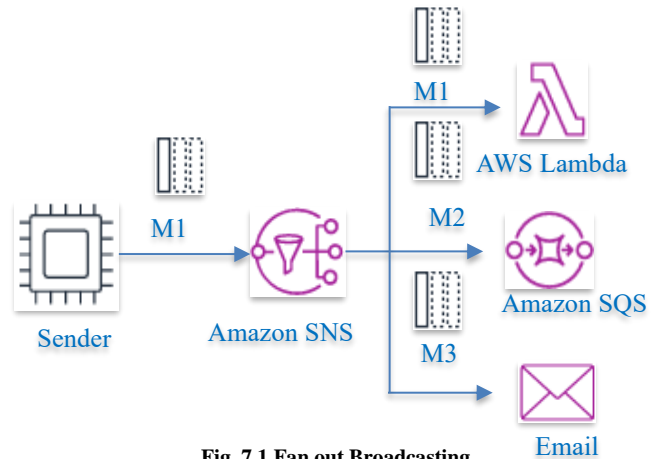 M1
AWS Lambda
M1
M2
Sender
Amazon SNS
Amazon SQS
M3
Email
Fig. 7.1 Fan out Broadcasting